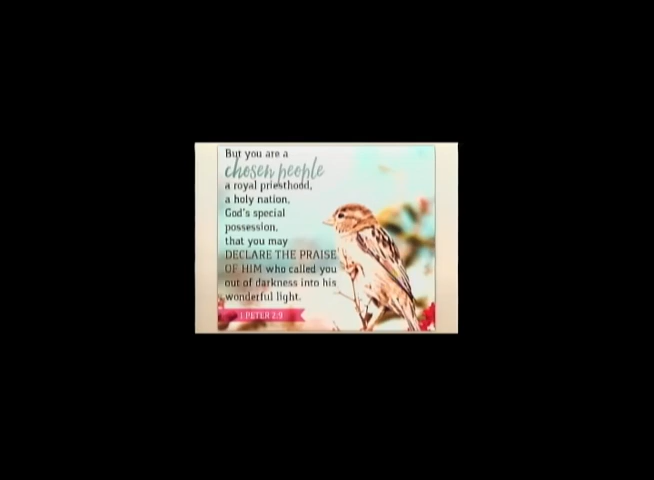 But you are a
chosen people
a royal priesthood,
a holy nation,
God's special
possession,
that you may
DECLARE THE PRAISE
OF HIM who called you
out of darkness into his
wonderful light.
1 PETER 2:9